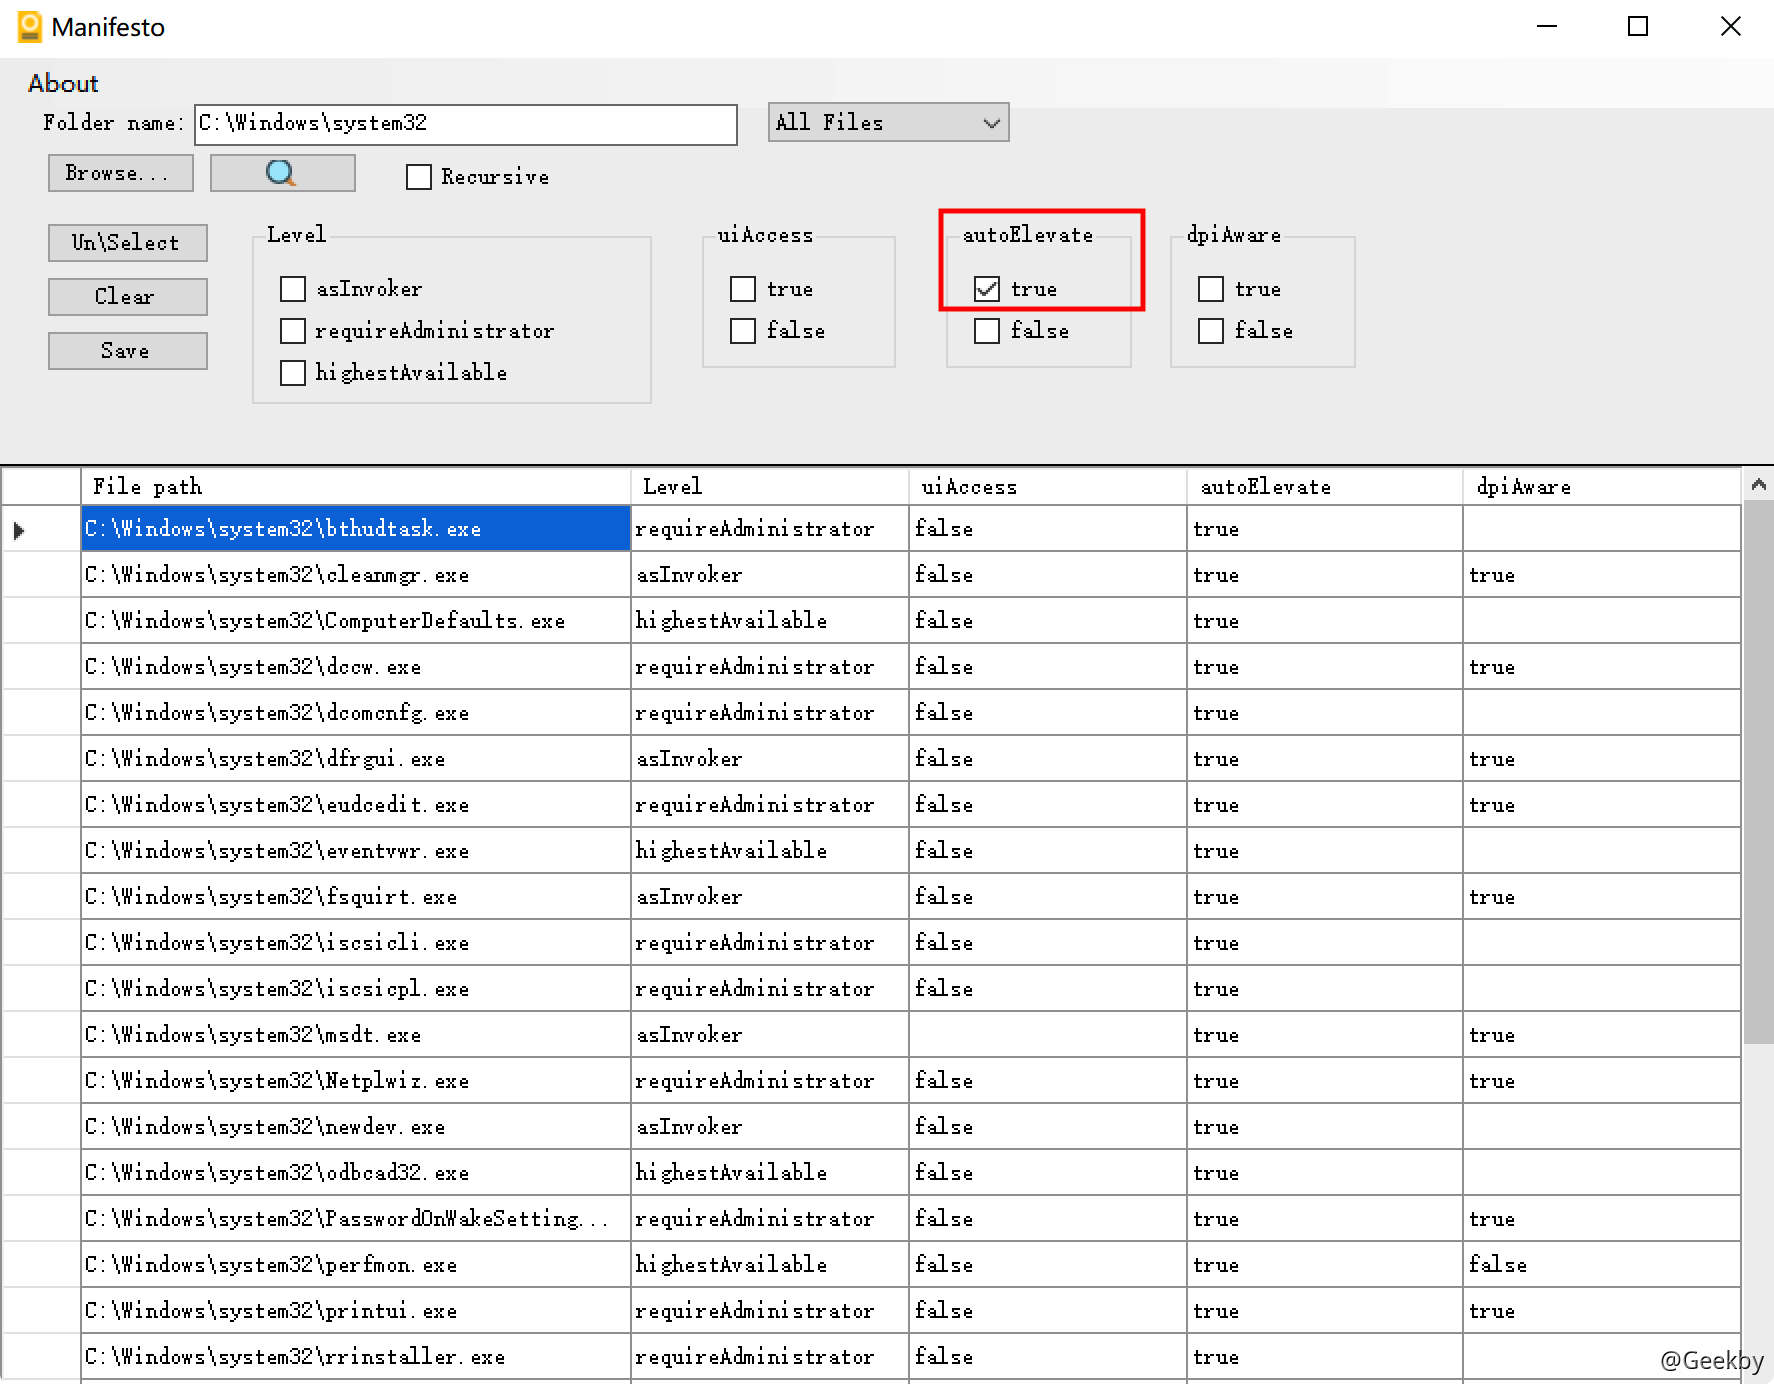 Manifesto
About
Folder name: C:\Windows\system32 All Files
Browse... Recursive
Un\Select
Clear
Save
Level
asInvoker
requireAdministrator
highestAvailable
uiAccess
true
false
autoElevate
true
false
dpiAware
true
false
File path Level uiAccess autoElevate dpiAware
C:\Windows\system32\bthudtask.exe requireAdministrator false true
C:\Windows\system32\cleanmgr.exe asInvoker false true true
C:\Windows\system32\ComputerDefaults.exe highestAvailable false true
C:\Windows\system32\dccw.exe requireAdministrator false true true
C:\Windows\system32\dcomcnfg.exe requireAdministrator false true
C:\Windows\system32\dfrgui.exe asInvoker false true true
C:\Windows\system32\eudcedit.exe requireAdministrator false true true
C:\Windows\system32\eventvwr.exe highestAvailable false true
C:\Windows\system32\fsquirt.exe asInvoker false true true
C:\Windows\system32\iscsicli.exe requireAdministrator false true
C:\Windows\system32\iscsicpl.exe requireAdministrator false true
C:\Windows\system32\msdt.exe asInvoker true true
C:\Windows\system32\Netplwiz.exe requireAdministrator false true true
C:\Windows\system32\newdev.exe asInvoker false true
C:\Windows\system32\odbcad32.exe highestAvailable false true
C:\Windows\system32\PasswordOnWakeSetting... requireAdministrator false true true
C:\Windows\system32\perfmon.exe highestAvailable false true false
C:\Windows\system32\printui.exe requireAdministrator false true true
C:\Windows\system32\rrinstaller.exe requireAdministrator false true
@Geekby